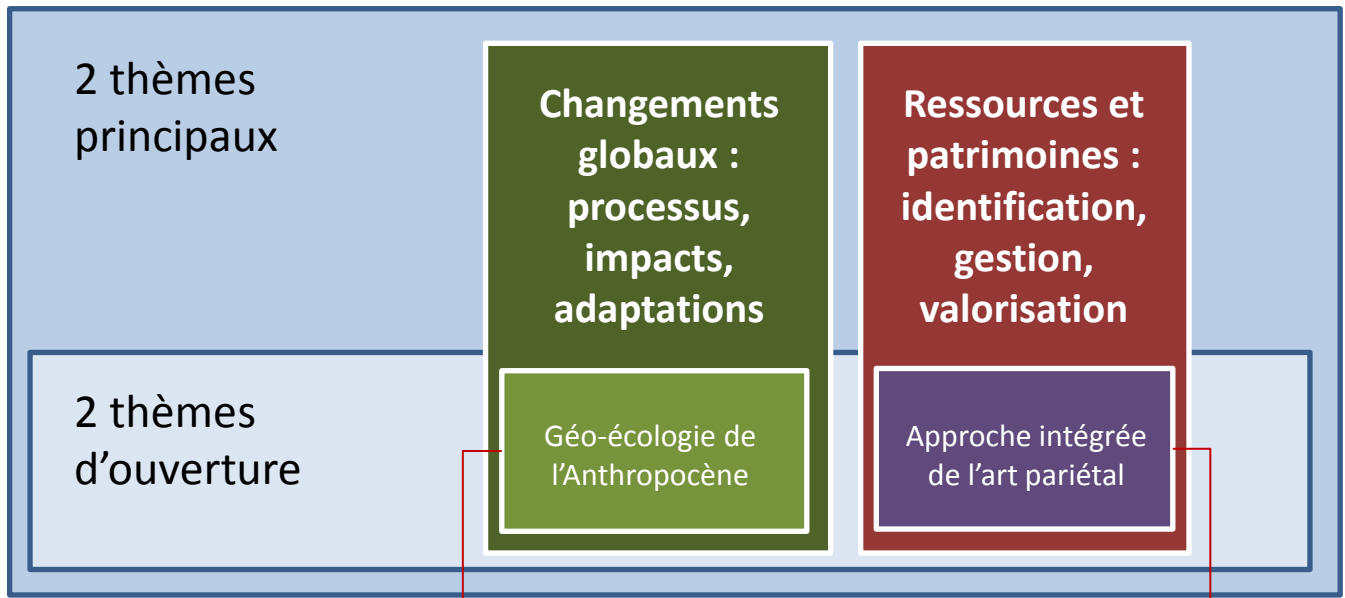 2 thèmes
principaux
Changements
globaux :
processus,
impacts,
adaptations
Ressources et
patrimoines :
identification,
gestion,
valorisation
2 thèmes
d’ouverture
Géo-écologie de
l’Anthropocène
Approche intégrée
de l’art pariétal